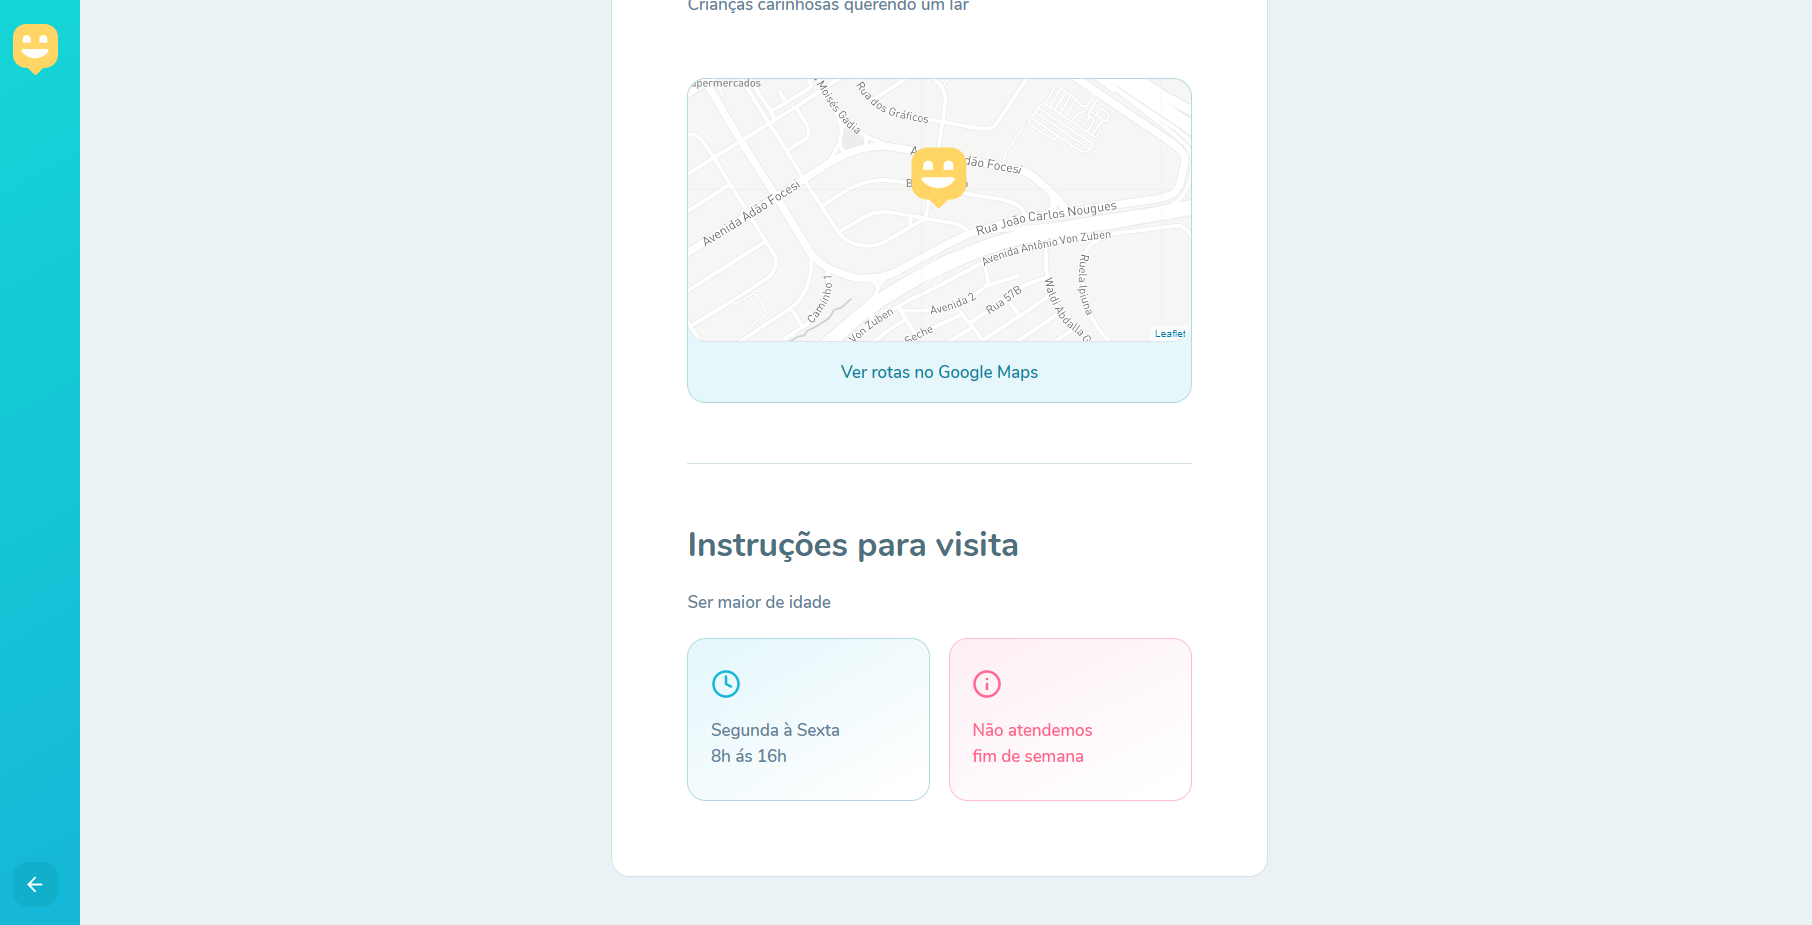 Crianças carinhosas querendo um lar
upermercados
Moisés Gadia
Rua dos Gráficos
dão Focesi
Avenida Adão Focesi
Rua João Carlos Nougues
Avenida Antônio Von Zuben
Ruela Ipiuna
Caminho 1
Avenida 2
Rua 57B
Waldi Abdalla G
Von Zuben
Seche
Leaflet
Ver rotas no Google Maps
Instruções para visita
Ser maior de idade
Segunda à Sexta
8h ás 16h
Não atendemos
fim de semana